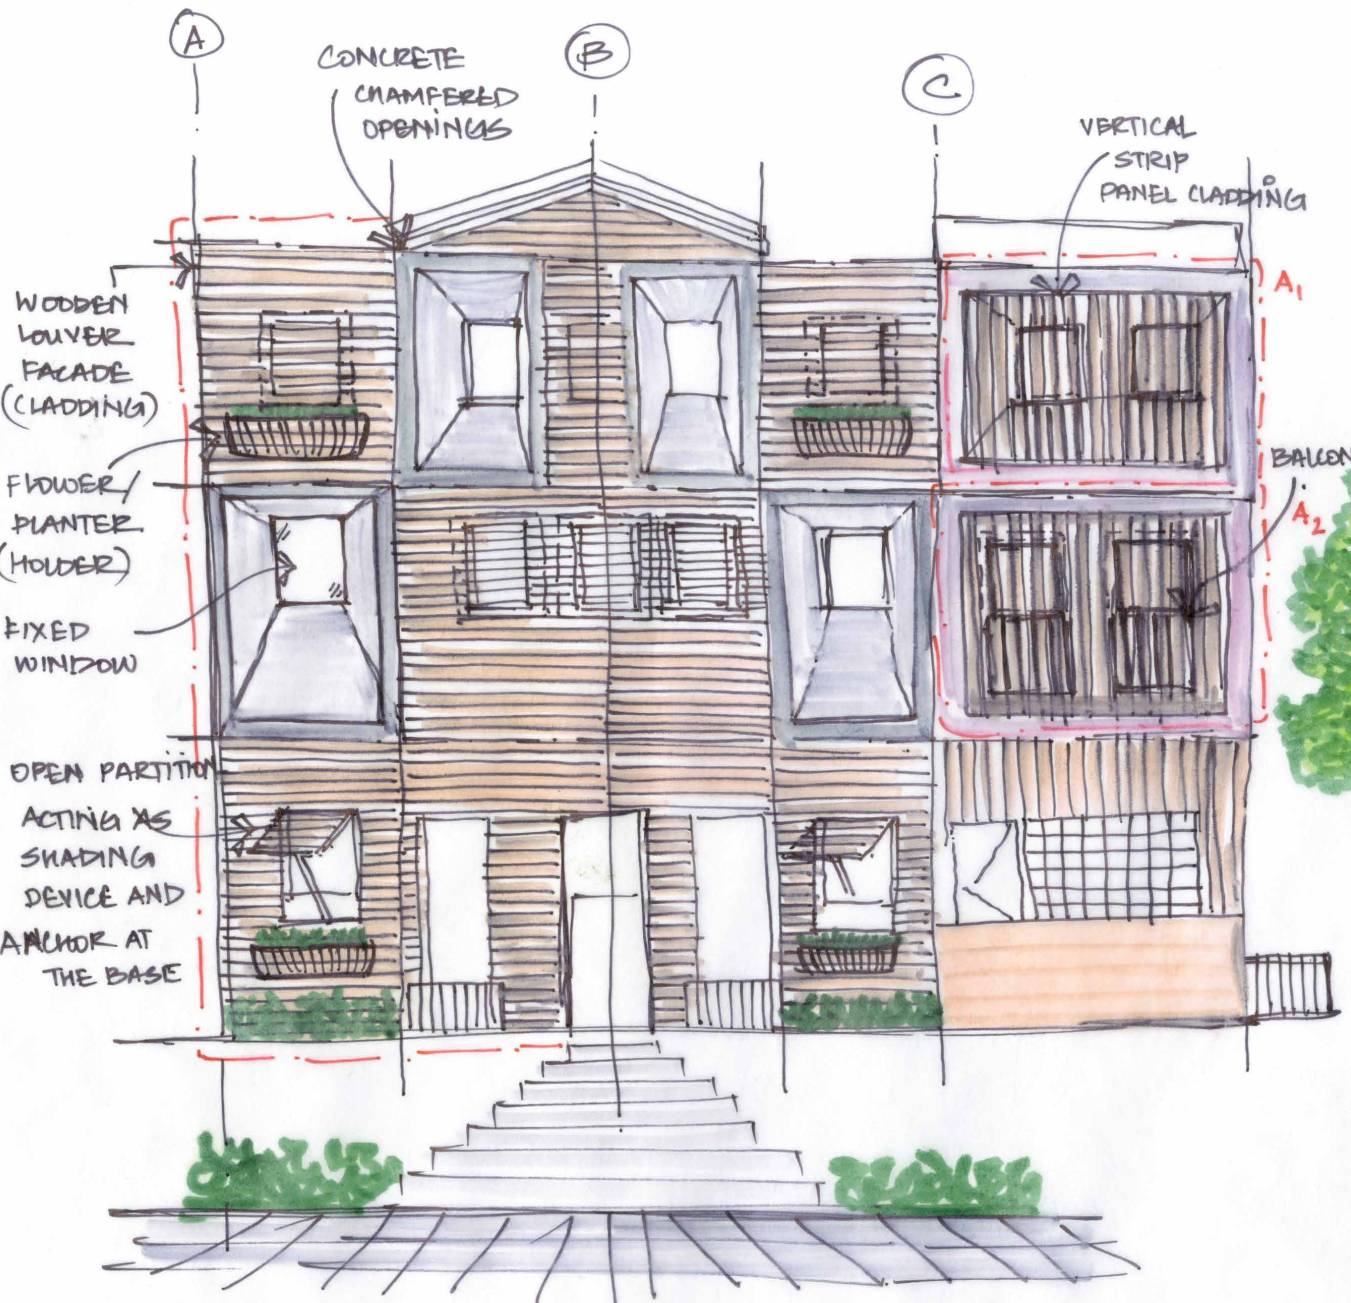 A
CONCRETE
CHAMFERED
OPENINGS
B
C
VERTICAL
STRIP
PANEL CLADDING
WOODEN
LOUVER
FACADE
(CLADDING)
A1
FLOWER/
PLANTER
(HOLDER)
BALCON
A2
FIXED
WINDOW
OPEN PARTITION
ACTING AS
SHADING
DEVICE AND
ANCHOR AT
THE BASE